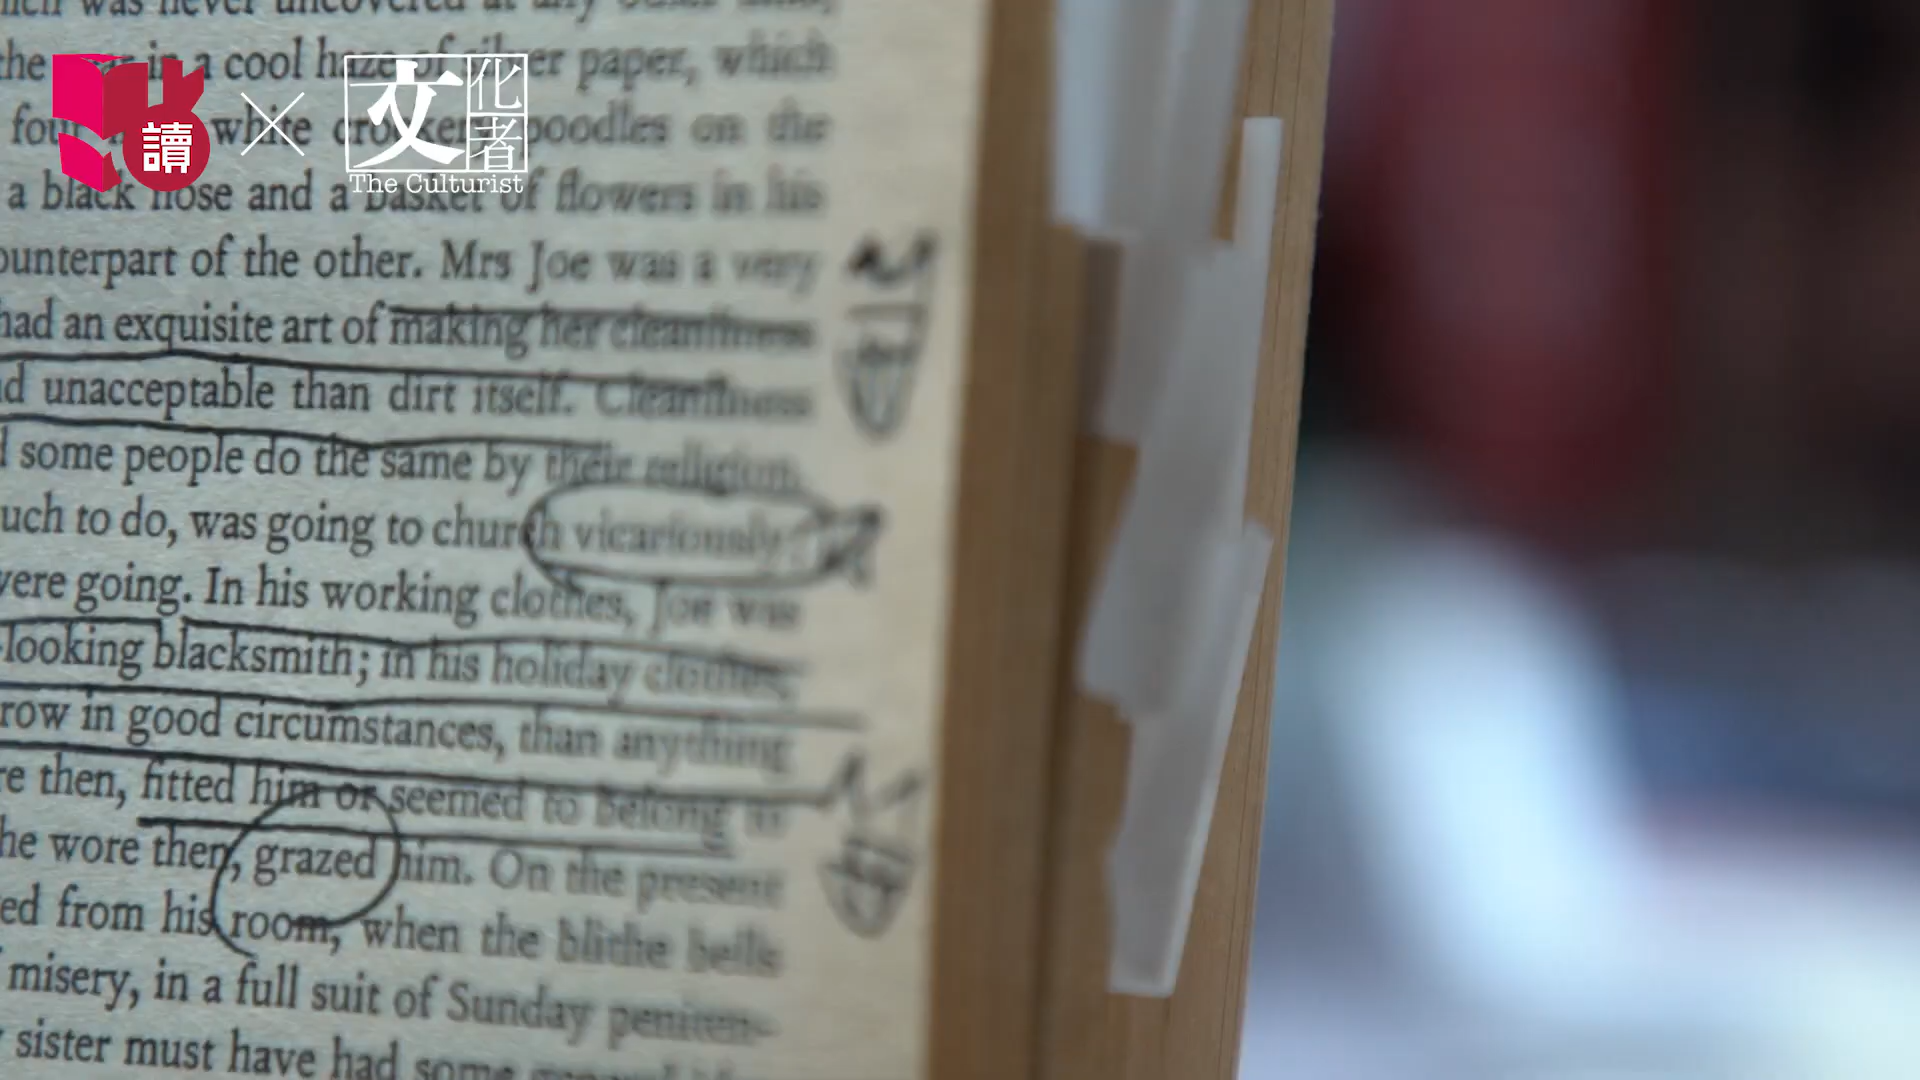 the year in a cool haze of silver paper, which
four white crockery poodles on the
a black nose and a basket of flowers in his
ounterpart of the other. Mrs Joe was a very
had an exquisite art of making her cleanliness
d unacceptable than dirt itself. Cleanliness
d some people do the same by their religion.
uch to do, was going to church vicariously;
were going. In his working clothes, Joe was
-looking blacksmith; in his holiday clothes,
row in good circumstances, than anything
re then, fitted him or seemed to belong to
he wore then, grazed him. On the present
ed from his room, when the blithe bells
misery, in a full suit of Sunday peniten-
sister must have had some general
讀
文化者
The Culturist